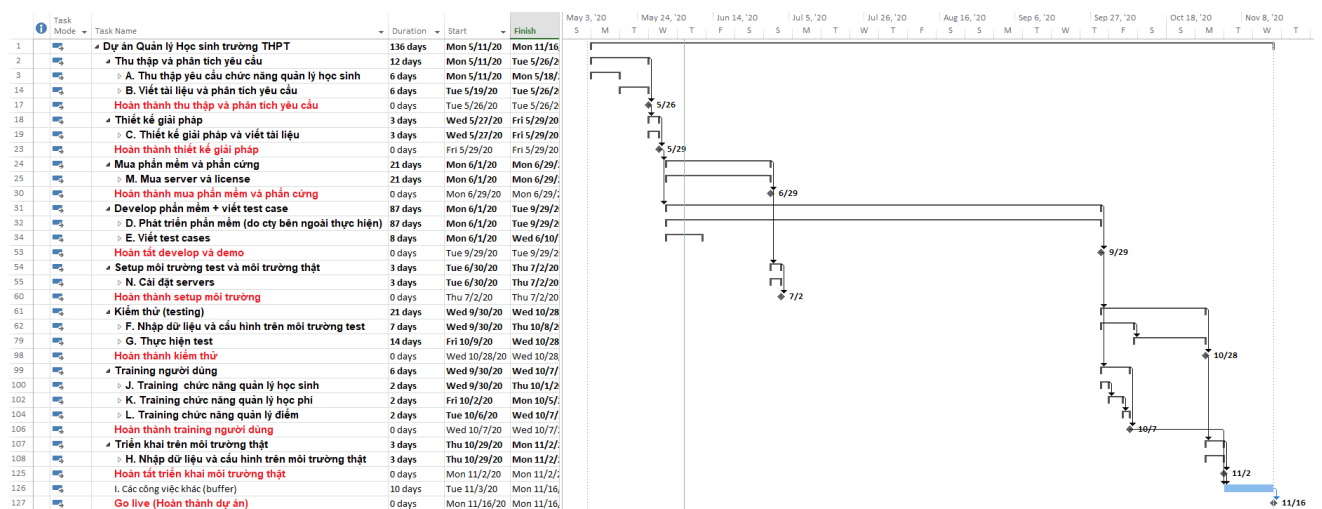 Task
Mode Task Name Duration Start Finish
May 3, '20 May 24, '20 Jun 14, '20 Jul 5, '20 Jul 26, '20 Aug 16, '20 Sep 6, '20 Sep 27, '20 Oct 18, '20 Nov 8, '20
S M T W T F S S M T W T F S S M T W T
1 Dự án Quản lý Học sinh trường THPT 136 days Mon 5/11/20 Mon 11/16,
2 Thu thập và phân tích yêu cầu 12 days Mon 5/11/20 Tue 5/26/2
3 A. Thu thập yêu cầu chức năng quản lý học sinh 6 days Mon 5/11/20 Mon 5/18/
14 B. Viết tài liệu và phân tích yêu cầu 6 days Tue 5/19/20 Tue 5/26/2
17 Hoàn thành thu thập và phân tích yêu cầu 0 days Tue 5/26/20 Tue 5/26/2 5/26
18 Thiết kế giải pháp 3 days Wed 5/27/20 Fri 5/29/20
19 C. Thiết kế giải pháp và viết tài liệu 3 days Wed 5/27/20 Fri 5/29/20
23 Hoàn thành thiết kế giải pháp 0 days Fri 5/29/20 Fri 5/29/20 5/29
24 Mua phần mềm và phần cứng 21 days Mon 6/1/20 Mon 6/29/
25 M. Mua server và license 21 days Mon 6/1/20 Mon 6/29/
30 Hoàn thành mua phần mềm và phần cứng 0 days Mon 6/29/20 Mon 6/29/2 6/29
31 Develop phần mềm + viết test case 87 days Mon 6/1/20 Tue 9/29/2
32 D. Phát triển phần mềm (do cty bên ngoài thực hiện) 87 days Mon 6/1/20 Tue 9/29/2
34 E. Viết test cases 8 days Mon 6/1/20 Wed 6/10/
53 Hoàn tất develop và demo 0 days Tue 9/29/20 Tue 9/29/2 9/29
54 Setup môi trường test và môi trường thật 3 days Tue 6/30/20 Thu 7/2/20
55 N. Cài đặt servers 3 days Tue 6/30/20 Thu 7/2/20
60 Hoàn thành setup môi trường 0 days Thu 7/2/20 Thu 7/2/20 7/2
61 Kiểm thử (testing) 21 days Wed 9/30/20 Wed 10/28
62 F. Nhập dữ liệu và cấu hình trên môi trường test 7 days Wed 9/30/20 Thu 10/8/2
79 G. Thực hiện test 14 days Fri 10/9/20 Wed 10/28
98 Hoàn thành kiểm thử 0 days Wed 10/28/20 Wed 10/28, 10/28
99 Training người dùng 6 days Wed 9/30/20 Wed 10/7/
100 J. Training chức năng quản lý học sinh 2 days Wed 9/30/20 Thu 10/1/2
102 K. Training chức năng quản lý học phí 2 days Fri 10/2/20 Mon 10/5/
104 L. Training chức năng quản lý điểm 2 days Tue 10/6/20 Wed 10/7/
106 Hoàn thành training người dùng 0 days Wed 10/7/20 Wed 10/7/ 10/7
107 Triển khai trên môi trường thật 3 days Thu 10/29/20 Mon 11/2/
108 H. Nhập dữ liệu và cấu hình trên môi trường thật 3 days Thu 10/29/20 Mon 11/2/
125 Hoàn tất triển khai môi trường thật 0 days Mon 11/2/20 Mon 11/2/ 11/2
126 I. Các công việc khác (buffer) 10 days Tue 11/3/20 Mon 11/16,
127 Go live (Hoàn thành dự án) 0 days Mon 11/16/20 Mon 11/16, 11/16